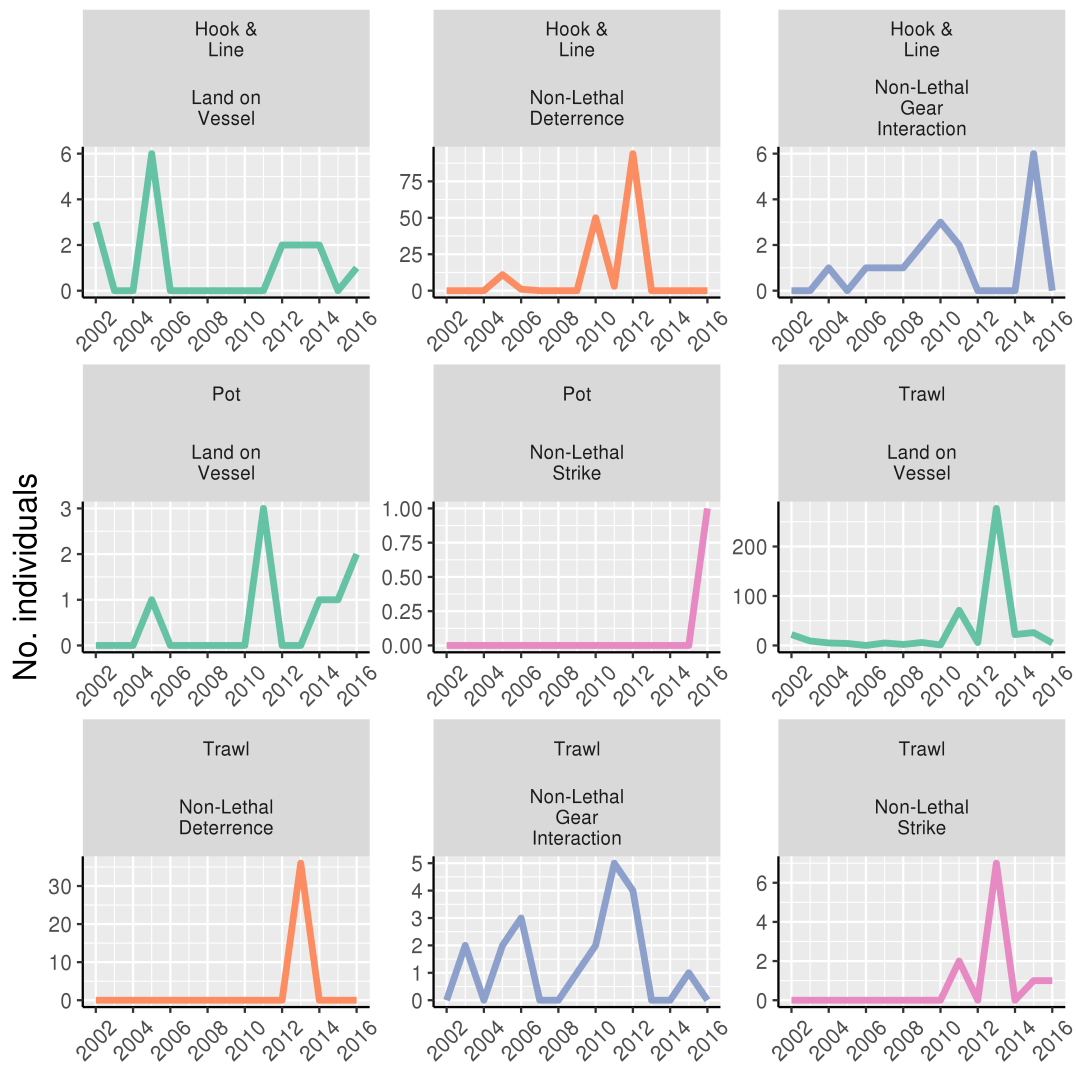 Hook &
Line
Land on
Vessel
Hook &
Line
Non-Lethal
Deterrence
Hook &
Line
Non-Lethal
Gear
Interaction
6
4
2
0
2002 2004 2006 2008 2010 2012 2014 2016
75
50
25
0
2002 2004 2006 2008 2010 2012 2014 2016
6
4
2
0
2002 2004 2006 2008 2010 2012 2014 2016
No. individuals
Pot
Land on
Vessel
Pot
Non-Lethal
Strike
Trawl
Land on
Vessel
3
2
1
0
2002 2004 2006 2008 2010 2012 2014 2016
1.00
0.75
0.50
0.25
0.00
2002 2004 2006 2008 2010 2012 2014 2016
200
100
0
2002 2004 2006 2008 2010 2012 2014 2016
Trawl
Non-Lethal
Deterrence
Trawl
Non-Lethal
Gear
Interaction
Trawl
Non-Lethal
Strike
30
20
10
0
2002 2004 2006 2008 2010 2012 2014 2016
5
4
3
2
1
0
2002 2004 2006 2008 2010 2012 2014 2016
6
4
2
0
2002 2004 2006 2008 2010 2012 2014 2016